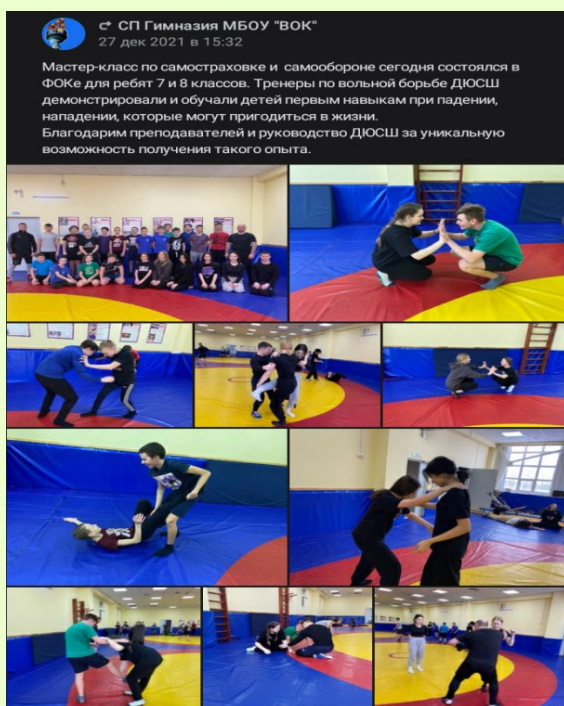 СП Гимназия МБОУ "ВОК"
27 дек 2021 в 15:32
Мастер-класс по самостраховке и самообороне сегодня состоялся в
ФОКе для ребят 7 и 8 классов. Тренеры по вольной борьбе ДЮСШ
демонстрировали и обучали детей первым навыкам при падении,
нападении, которые могут пригодиться в жизни.
Благодарим преподавателей и руководство ДЮСШ за уникальную
возможность получения такого опыта.